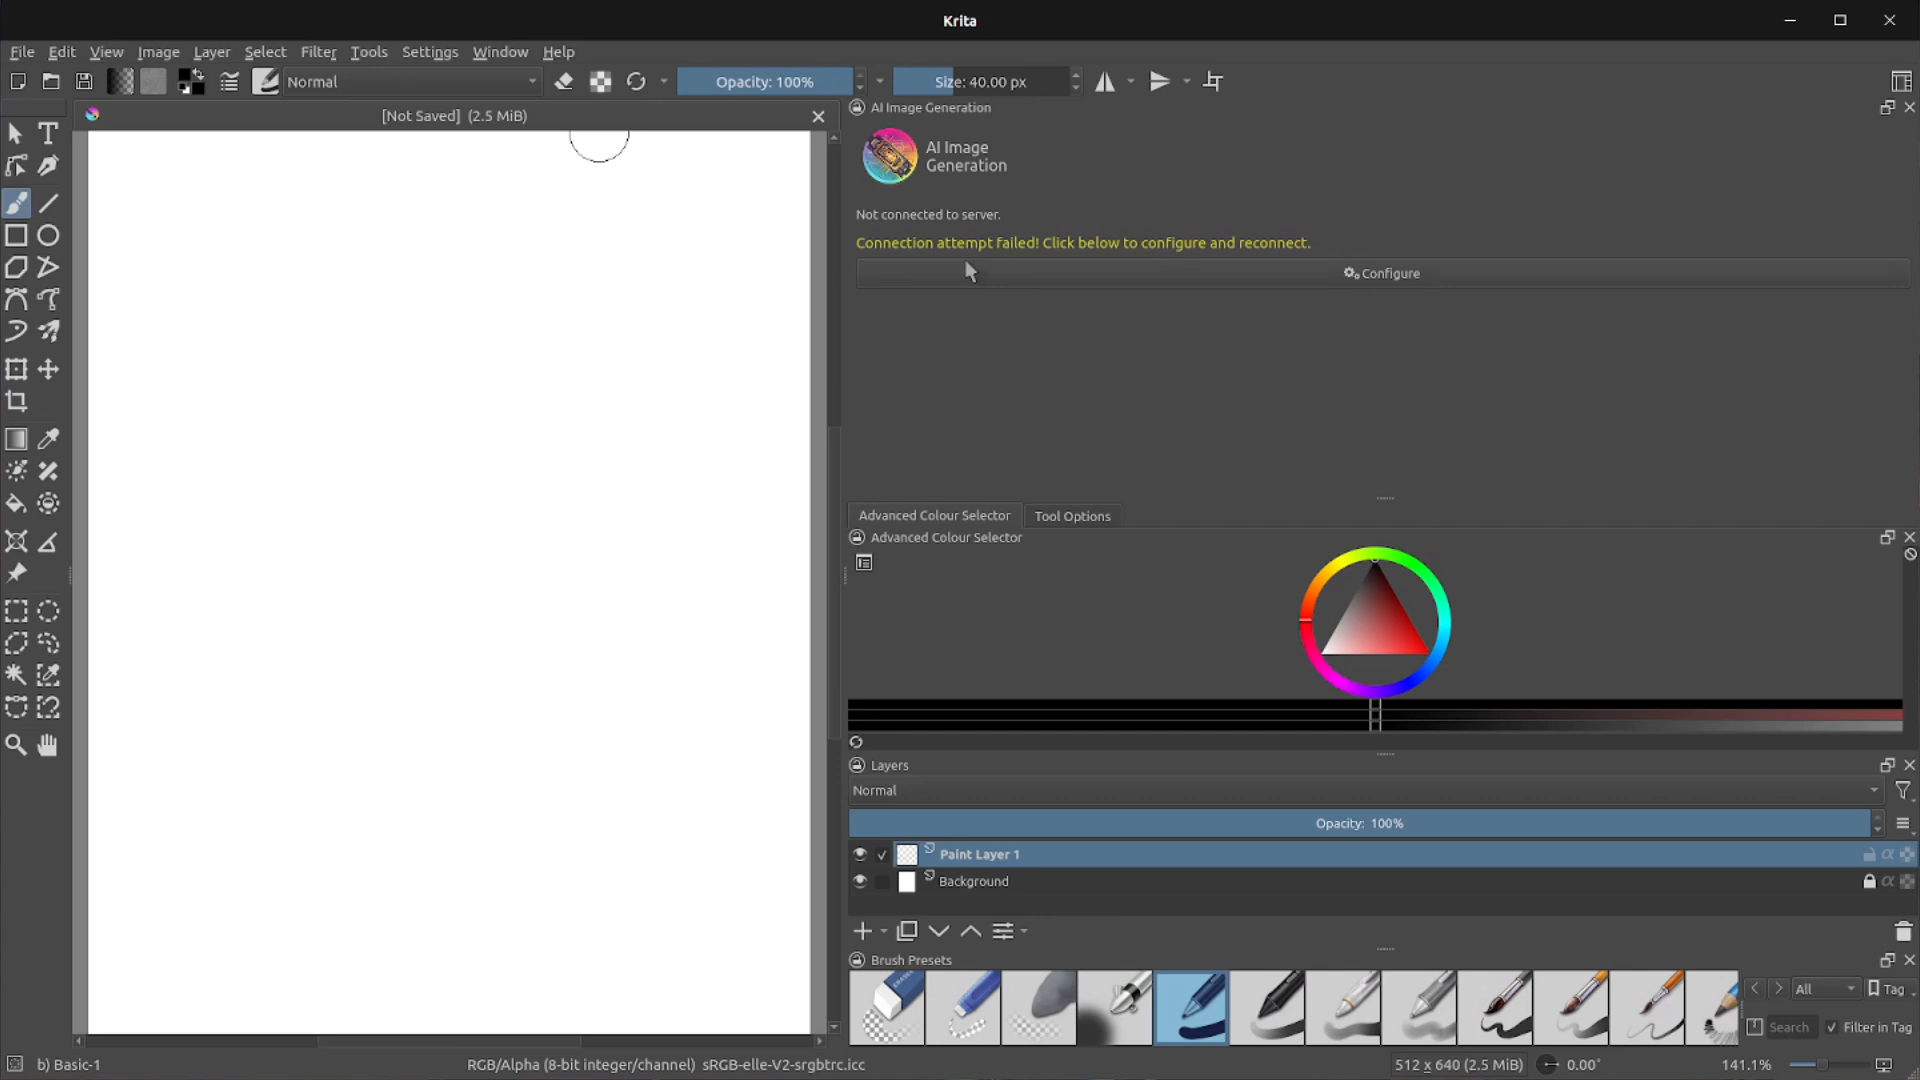 Krita
File Edit View Image Layer Select Filter Tools Settings Window Help
Normal
Opacity: 100%
Size: 40.00 px
[Not Saved] (2.5 MiB)
AI Image Generation
AI Image
Generation
Not connected to server.
Connection attempt failed! Click below to configure and reconnect.
Configure
Advanced Colour Selector
Tool Options
Advanced Colour Selector
Layers
Normal
Opacity: 100%
Paint Layer 1
Background
Brush Presets
All
Tag
Search
Filter in Tag
b) Basic-1
RGB/Alpha (8-bit integer/channel) sRGB-elle-V2-srgbtrc.icc
512 x 640 (2.5 MiB)
0.00°
141.1%